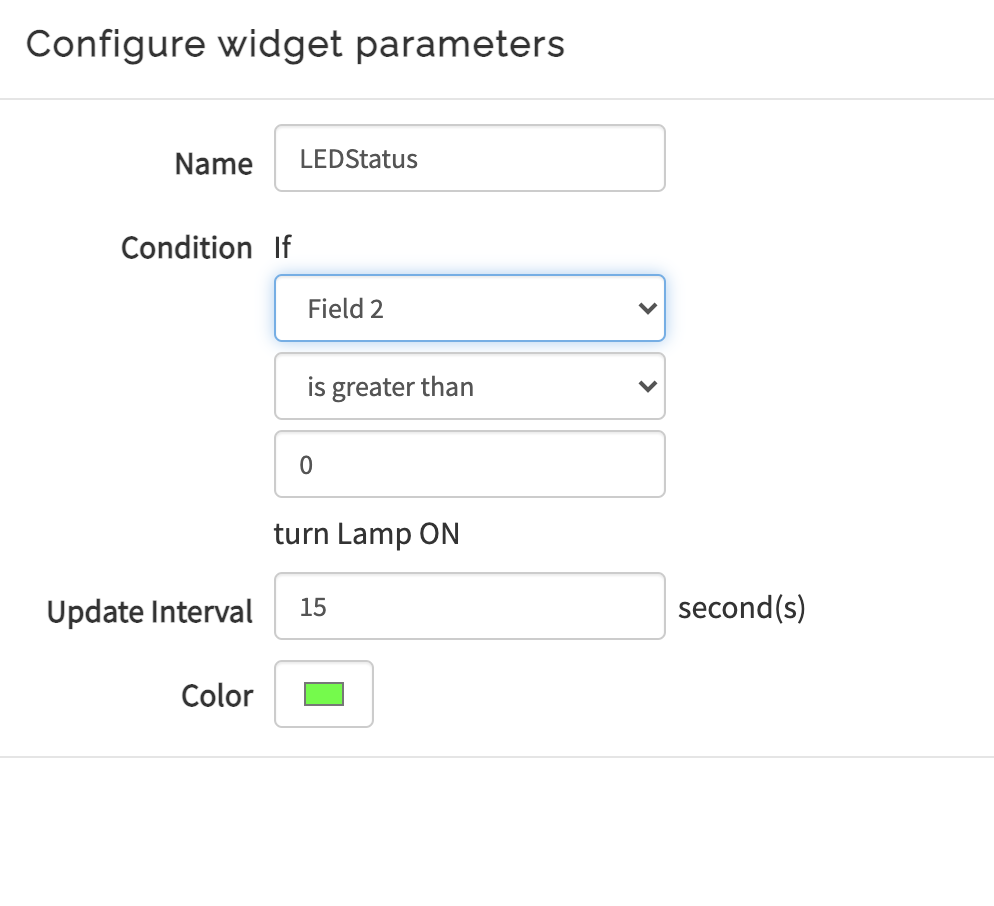 Configure widget parameters
Name LEDStatus
Condition If
Field 2
is greater than
0
turn Lamp ON
Update Interval 15 second(s)
Color